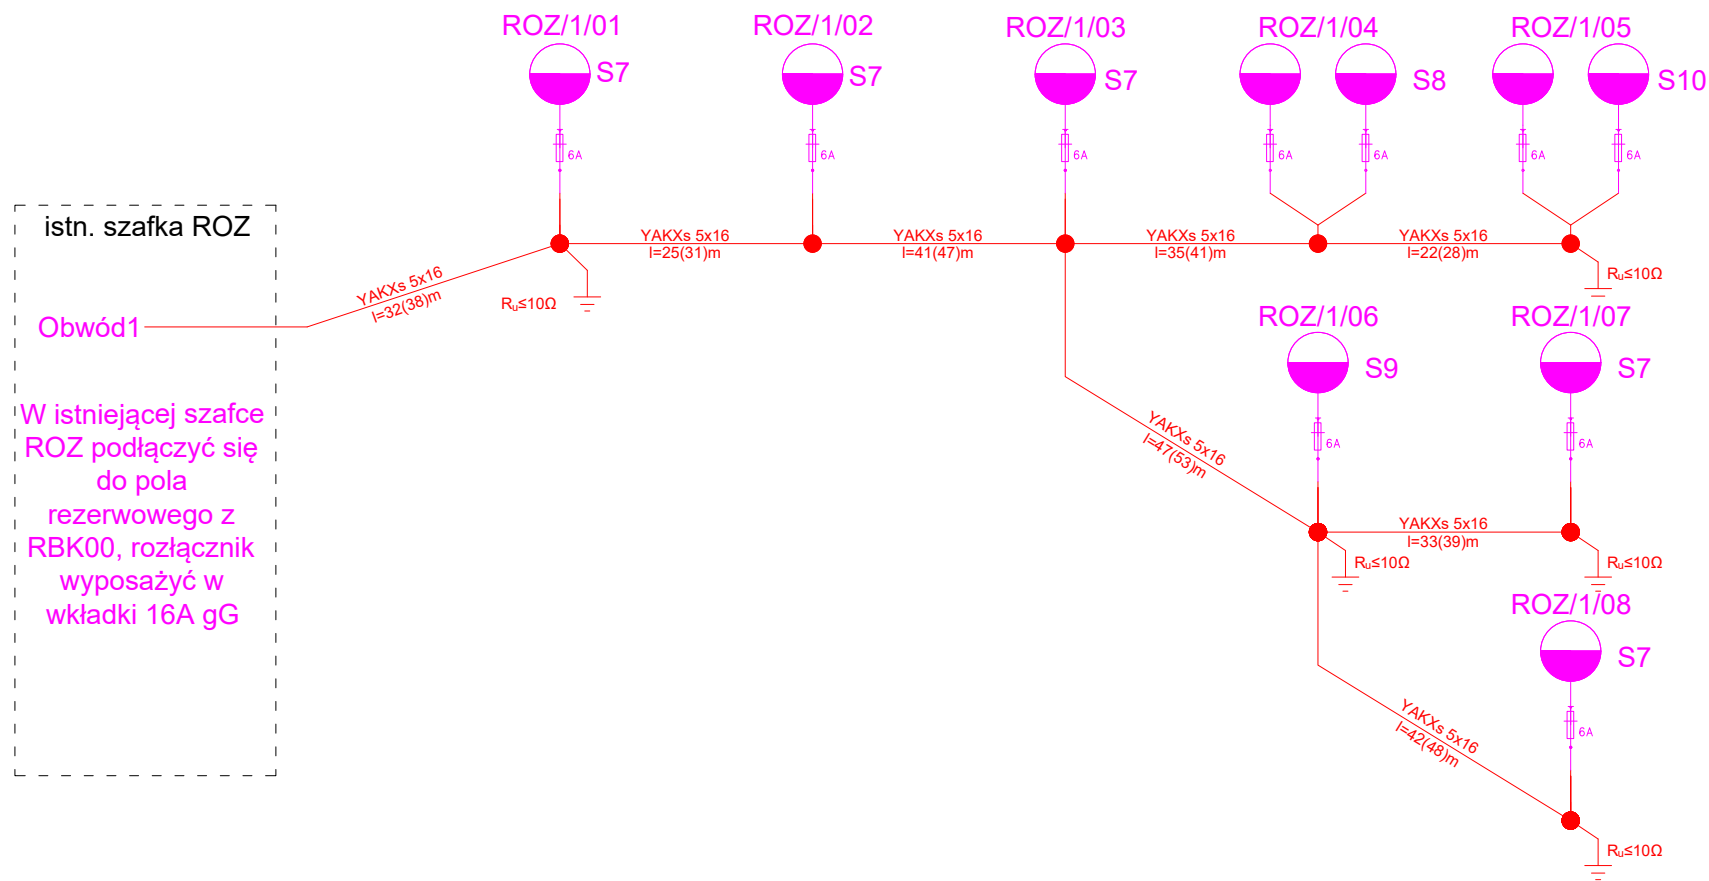 ROZ/1/01
S7
6A
ROZ/1/02
S7
6A
ROZ/1/03
S7
6A
ROZ/1/04
S8
6A
6A
ROZ/1/05
S10
6A
6A
istn. szafka ROZ
Obwód1
W istniejącej szafce
ROZ podłączyć się
do pola
rezerwowego z
RBK00, rozłącznik
wyposażyć w
wkładki 16A gG
YAKXs 5x16
l=32(38)m
Ru≤10Ω
YAKXs 5x16
l=25(31)m
YAKXs 5x16
l=41(47)m
YAKXs 5x16
l=35(41)m
YAKXs 5x16
l=22(28)m
Ru≤10Ω
YAKXs 5x16
l=47(53)m
ROZ/1/06
S9
6A
Ru≤10Ω
YAKXs 5x16
l=33(39)m
ROZ/1/07
S7
6A
Ru≤10Ω
YAKXs 5x16
l=42(48)m
ROZ/1/08
S7
6A
Ru≤10Ω